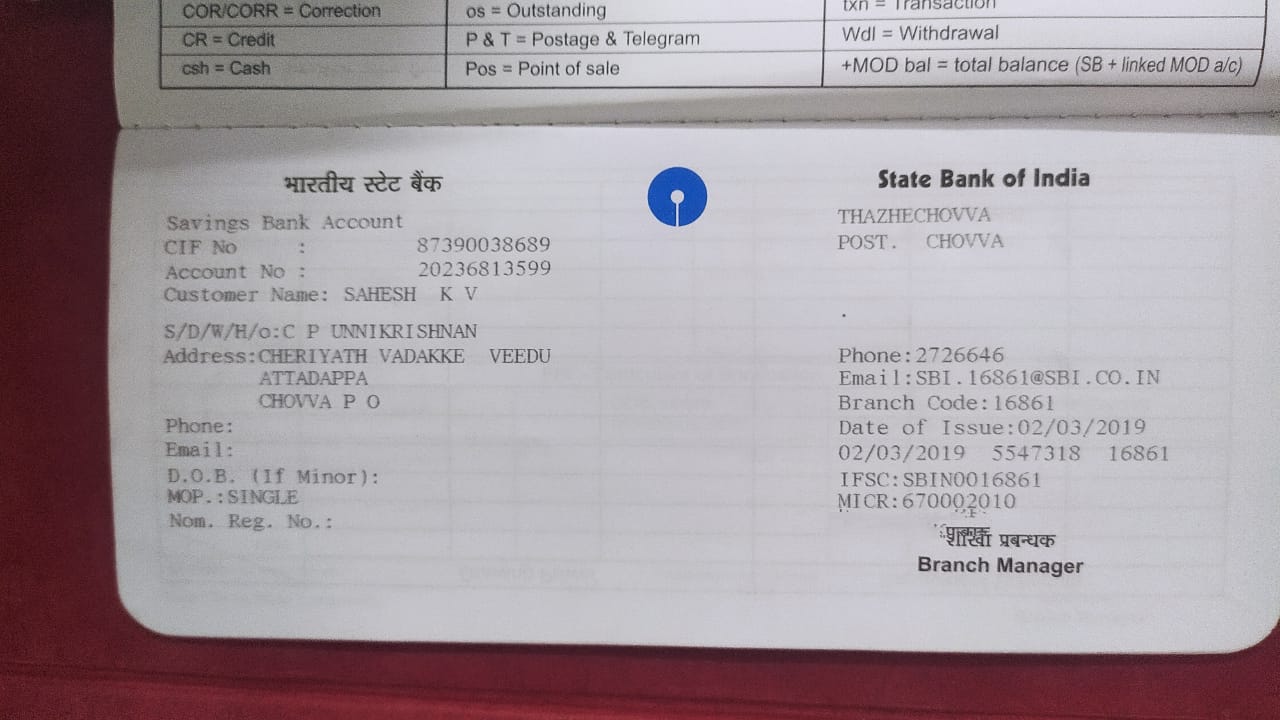 COR/CORR = Correction
os = Outstanding
txn = Transaction
CR = Credit
P & T = Postage & Telegram
Wdl = Withdrawal
csh = Cash
Pos = Point of sale
+MOD bal = total balance (SB + linked MOD a/c)
भारतीय स्टेट बैंक
Savings Bank Account
CIF No : 87390038689
Account No : 20236813599
Customer Name: SAHESH K V
S/D/W/H/o:C P UNNIKRISHNAN
Address:CHERIYATH VADAKKE VEEDU
ATTADAPPA
CHOVVA P O
Phone:
Email:
D.O.B. (If Minor):
MOP.:SINGLE
Nom. Reg. No.:
State Bank of India
THAZHECHOVVA
POST. CHOVVA
Phone:2726646
Email:SBI.16861@SBI.CO.IN
Branch Code:16861
Date of Issue:02/03/2019
02/03/2019 5547318 16861
IFSC:SBIN0016861
MICR:670002010
शाखा प्रबन्धक
Branch Manager